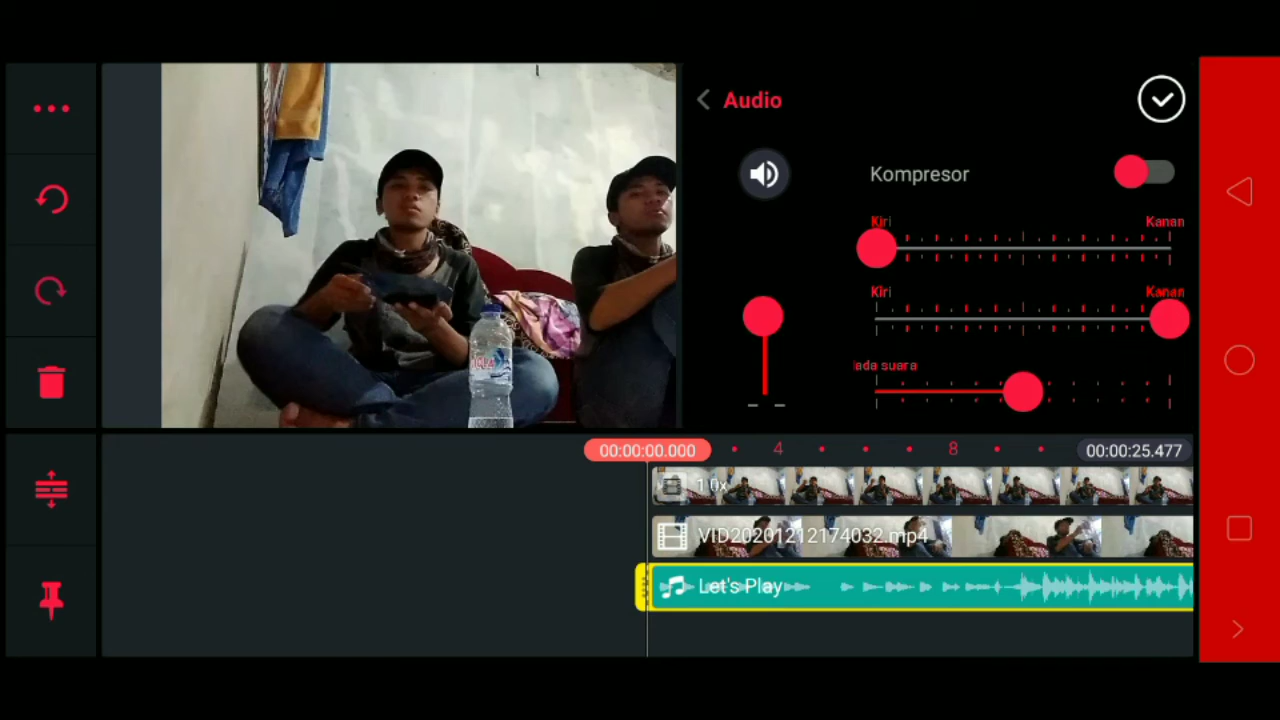 Audio
Kompresor
Kiri Kanan
Kiri Kanan
ada suara
00:00:00.000 4 8 00:00:25.477
1.0x
VID20201212174032.mp4
Let's Play